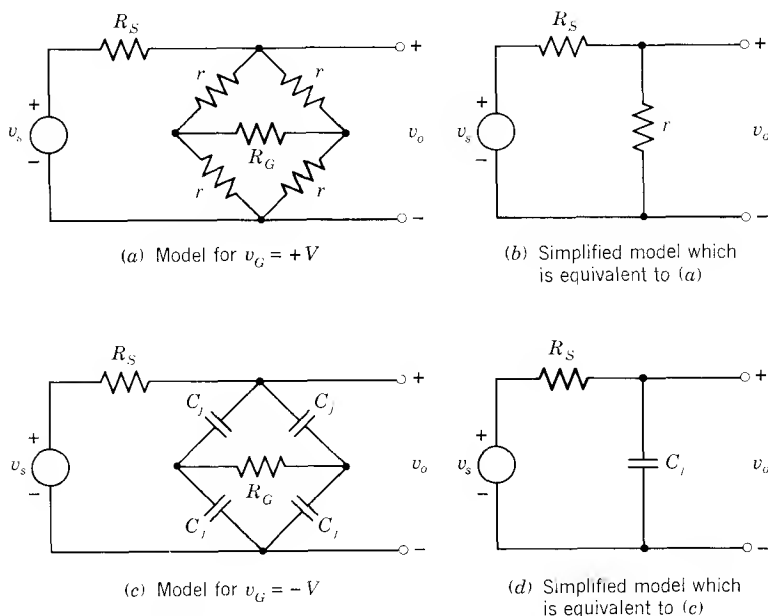 R_S
+
r
r
+
v_s
R_G
v_o
−
r
r
−
(a) Model for v_G = + V
R_S
+
+
v_s
r
v_o
−
−
(b) Simplified model which
is equivalent to (a)
R_S
+
C_j
C_j
+
v_s
R_G
v_o
−
C_j
C_j
−
(c) Model for v_G = − V
R_S
+
+
v_s
C_j
v_o
−
−
(d) Simplified model which
is equivalent to (c)